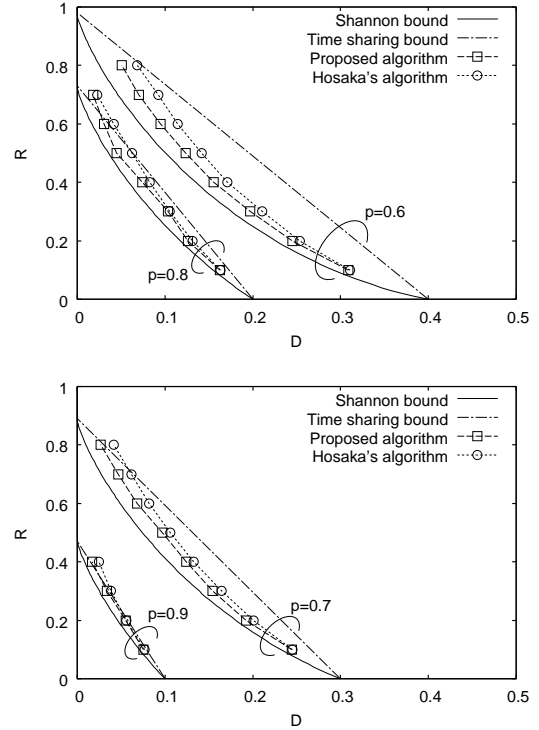 Shannon bound
Time sharing bound
Proposed algorithm
Hosaka's algorithm
1
0.8
0.6
0.4
0.2
0
R
p=0.6
p=0.8
0 0.1 0.2 0.3 0.4 0.5
D
Shannon bound
Time sharing bound
Proposed algorithm
Hosaka's algorithm
1
0.8
0.6
0.4
0.2
0
R
p=0.9
p=0.7
0 0.1 0.2 0.3 0.4 0.5
D